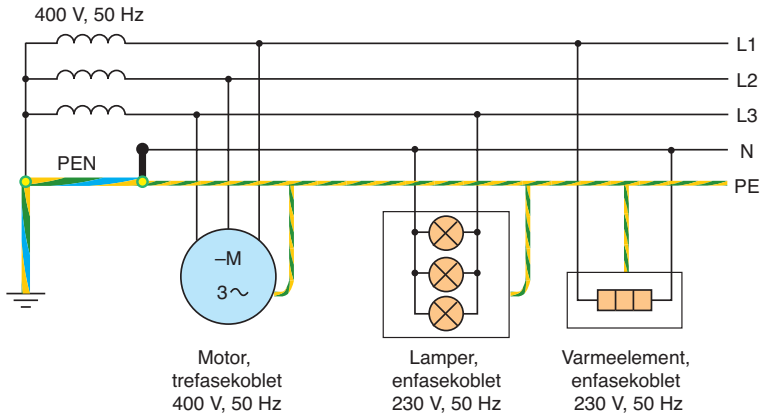 400 V, 50 Hz
L1
L2
L3
N
PEN
PE
–M
3～
Motor,
trefasekoblet
400 V, 50 Hz
Lamper,
enfasekoblet
230 V, 50 Hz
Varmeelement,
enfasekoblet
230 V, 50 Hz